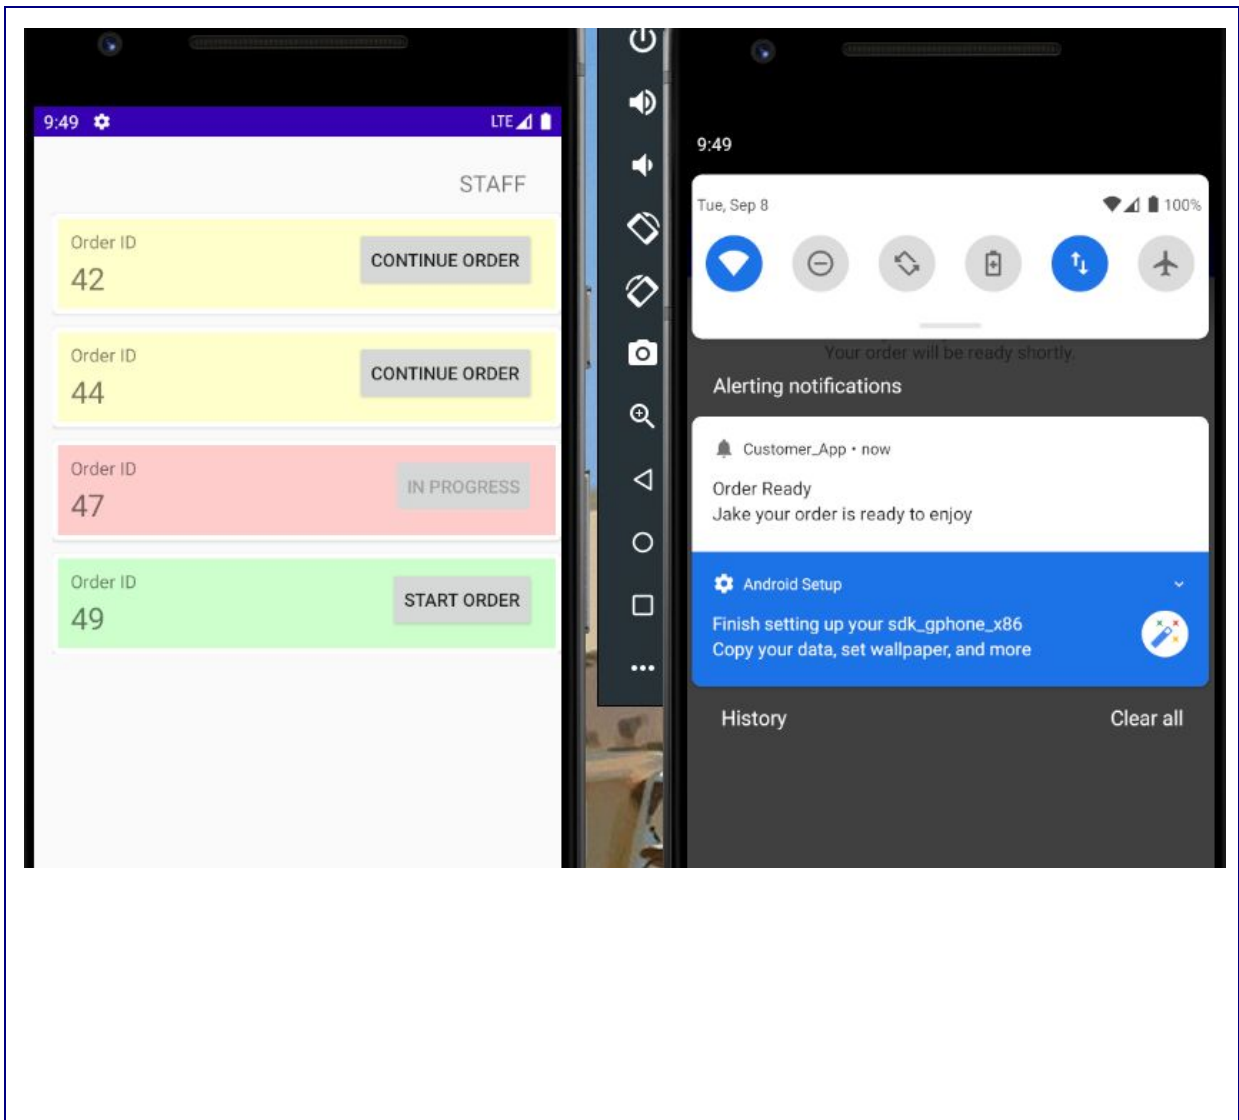 9:49
LTE
STAFF
Order ID
42
CONTINUE ORDER
Order ID
44
CONTINUE ORDER
Order ID
47
IN PROGRESS
Order ID
49
START ORDER
9:49
Tue, Sep 8
100%
Your order will be ready shortly.
Alerting notifications
Customer_App • now
Order Ready
Jake your order is ready to enjoy
Android Setup
Finish setting up your sdk_gphone_x86
Copy your data, set wallpaper, and more
History
Clear all